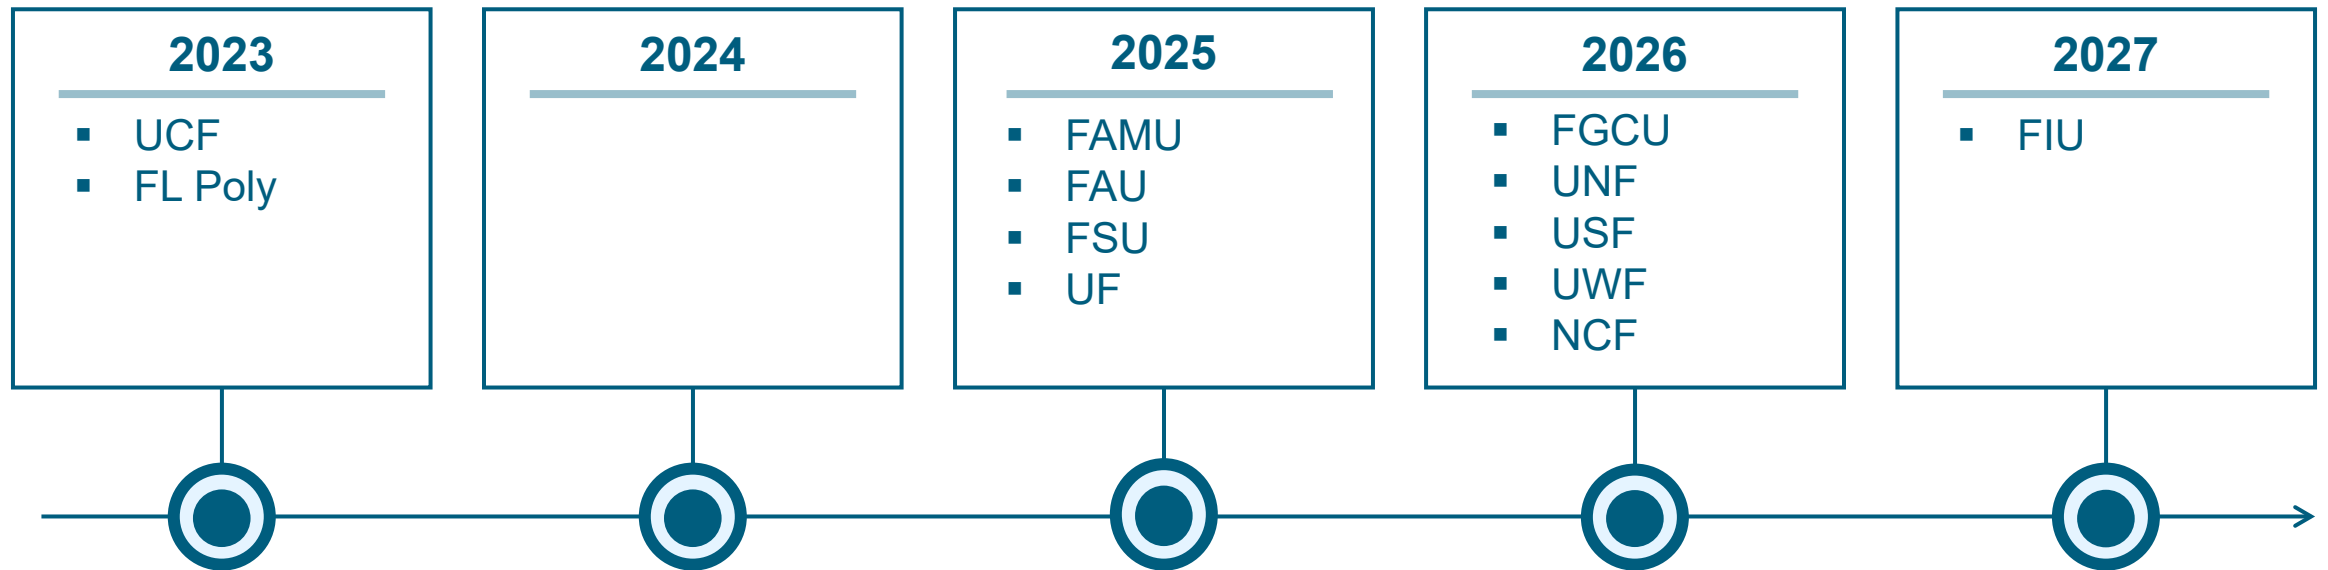 2023
▪ UCF
▪ FL Poly
2024
2025
▪ FAMU
▪ FAU
▪ FSU
▪ UF
2026
▪ FGCU
▪ UNF
▪ USF
▪ UWF
▪ NCF
2027
▪ FIU